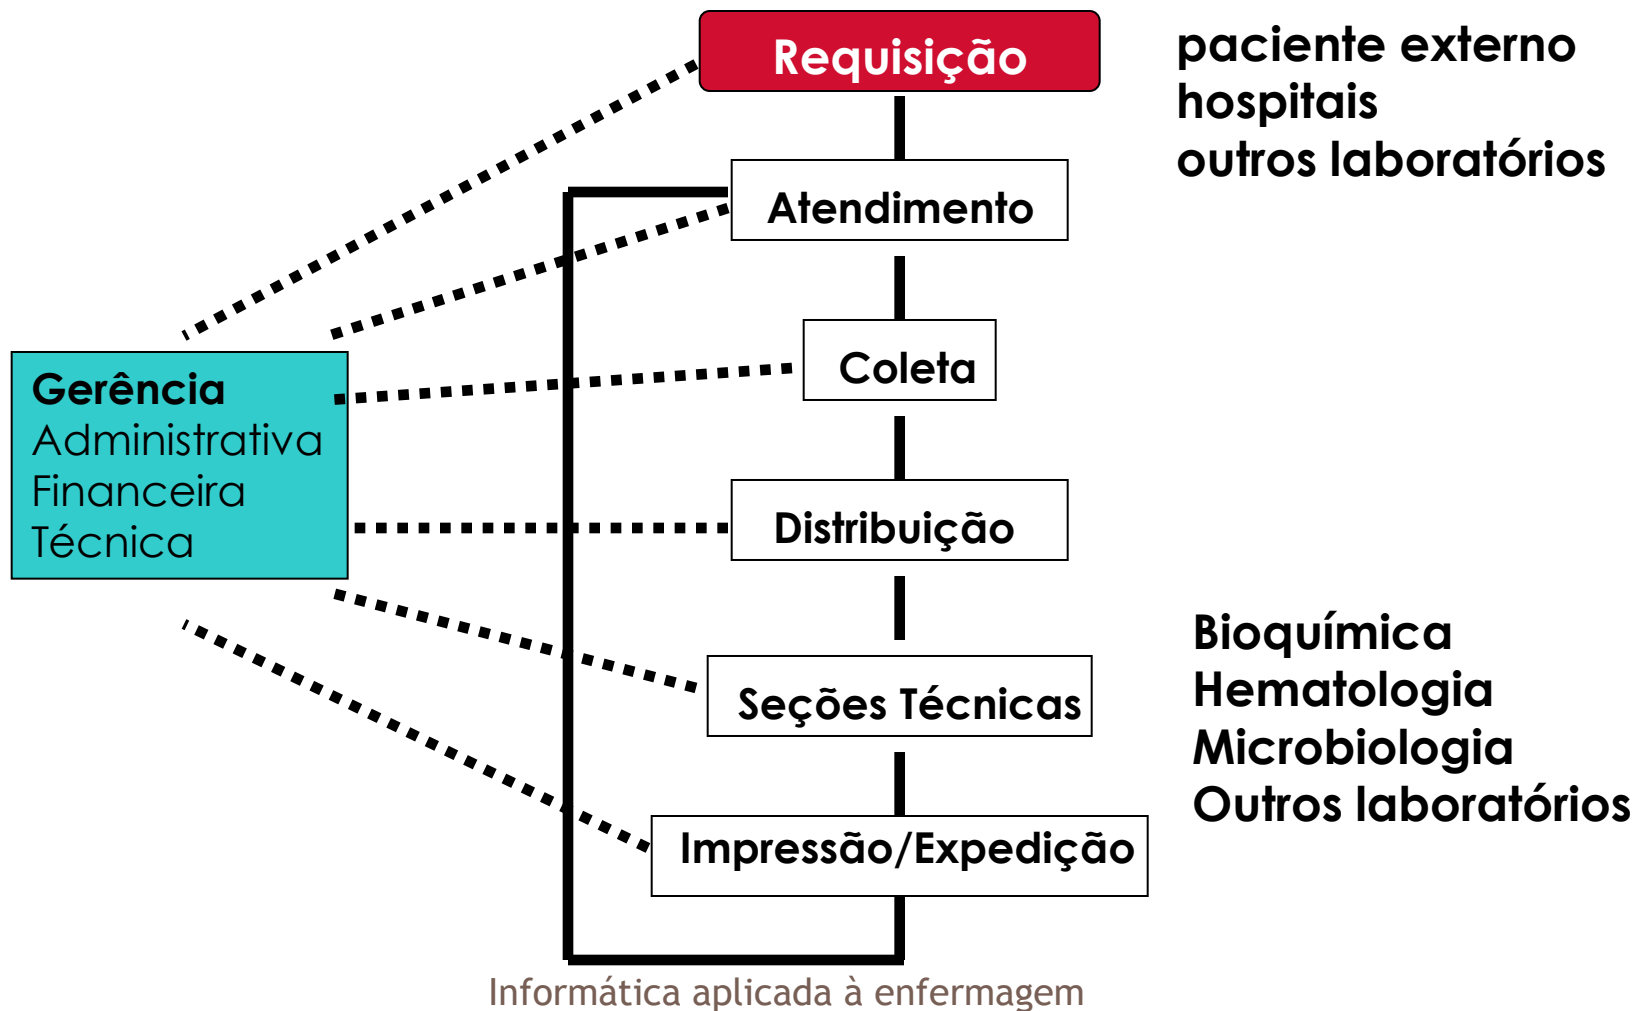 Requisição
paciente externo
hospitais
outros laboratórios
Atendimento
Coleta
Gerência
Administrativa
Financeira
Técnica
Distribuição
Seções Técnicas
Bioquímica
Hematologia
Microbiologia
Outros laboratórios
Impressão/Expedição
Informática aplicada à enfermagem